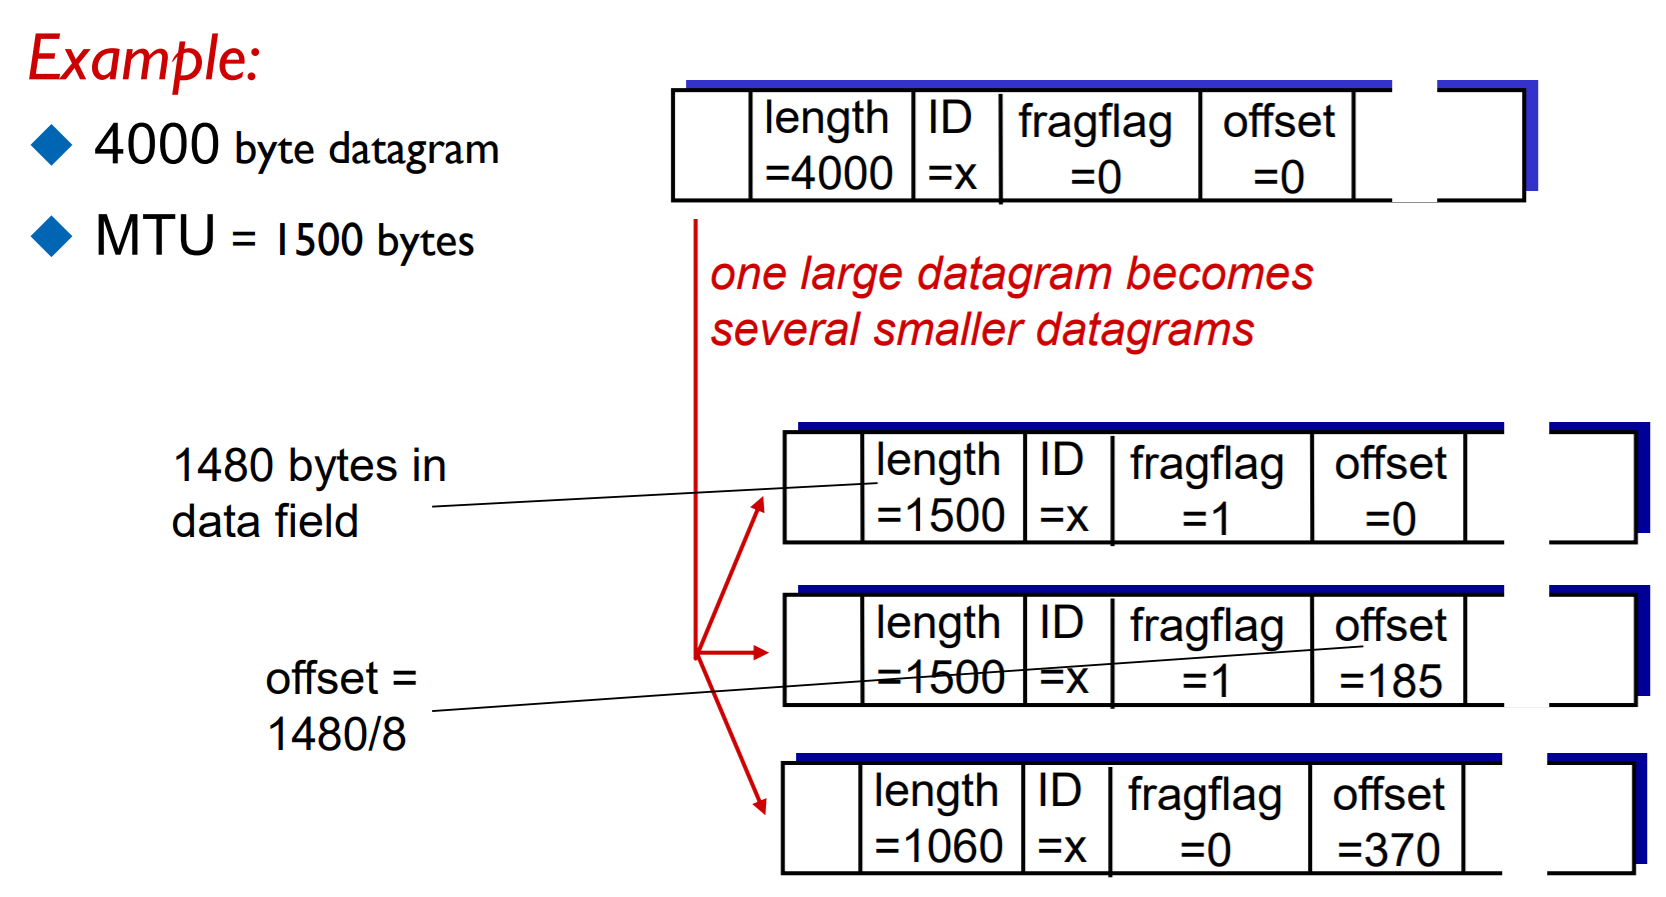 Example:
4000 byte datagram
MTU = 1500 bytes
length ID fragflag offset
=4000 =x =0 =0
one large datagram becomes
several smaller datagrams
1480 bytes in
data field
length ID fragflag offset
=1500 =x =1 =0
offset =
1480/8
length ID fragflag offset
=1500 =x =1 =185
length ID fragflag offset
=1060 =x =0 =370